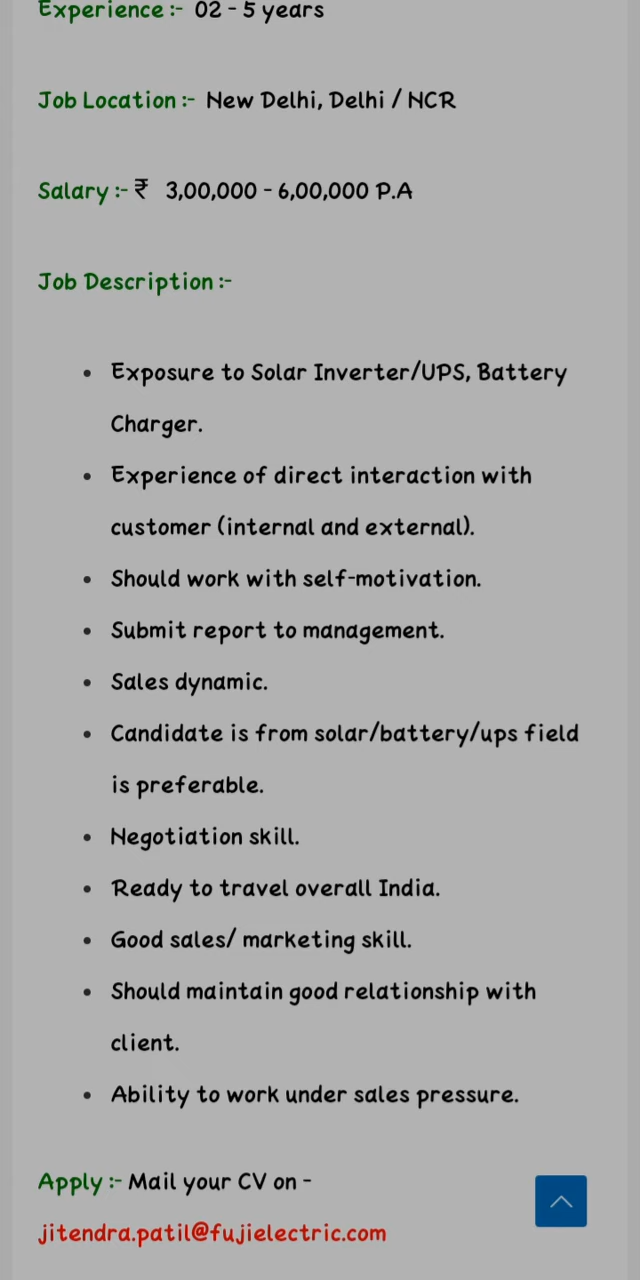 Experience :- 02 - 5 years
Job Location :- New Delhi, Delhi / NCR
Salary :- ₹ 3,00,000 - 6,00,000 P.A
Job Description :-
• Exposure to Solar Inverter/UPS, Battery
Charger.
• Experience of direct interaction with
customer (internal and external).
• Should work with self-motivation.
• Submit report to management.
• Sales dynamic.
• Candidate is from solar/battery/ups field
is preferable.
• Negotiation skill.
• Ready to travel overall India.
• Good sales/ marketing skill.
• Should maintain good relationship with
client.
• Ability to work under sales pressure.
Apply :- Mail your CV on -
jitendra.patil@fujielectric.com